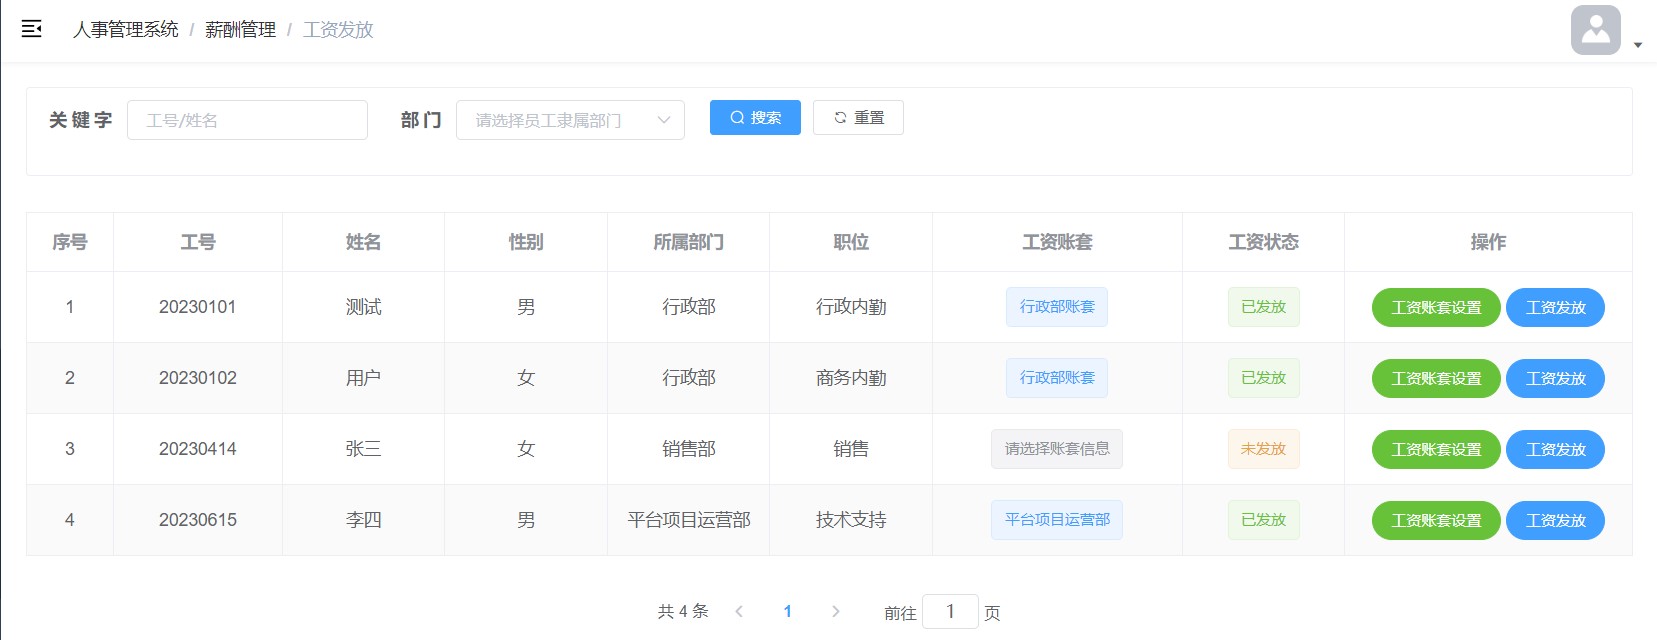 人事管理系统 / 薪酬管理 / 工资发放
关键字 工号/姓名 部门 请选择员工隶属部门 搜索 重置
序号 工号 姓名 性别 所属部门 职位 工资账套 工资状态 操作
1 20230101 测试 男 行政部 行政内勤 行政部账套 已发放 工资账套设置 工资发放
2 20230102 用户 女 行政部 商务内勤 行政部账套 已发放 工资账套设置 工资发放
3 20230414 张三 女 销售部 销售 请选择账套信息 未发放 工资账套设置 工资发放
4 20230615 李四 男 平台项目运营部 技术支持 平台项目运营部 已发放 工资账套设置 工资发放
共 4 条 1 前往 1 页